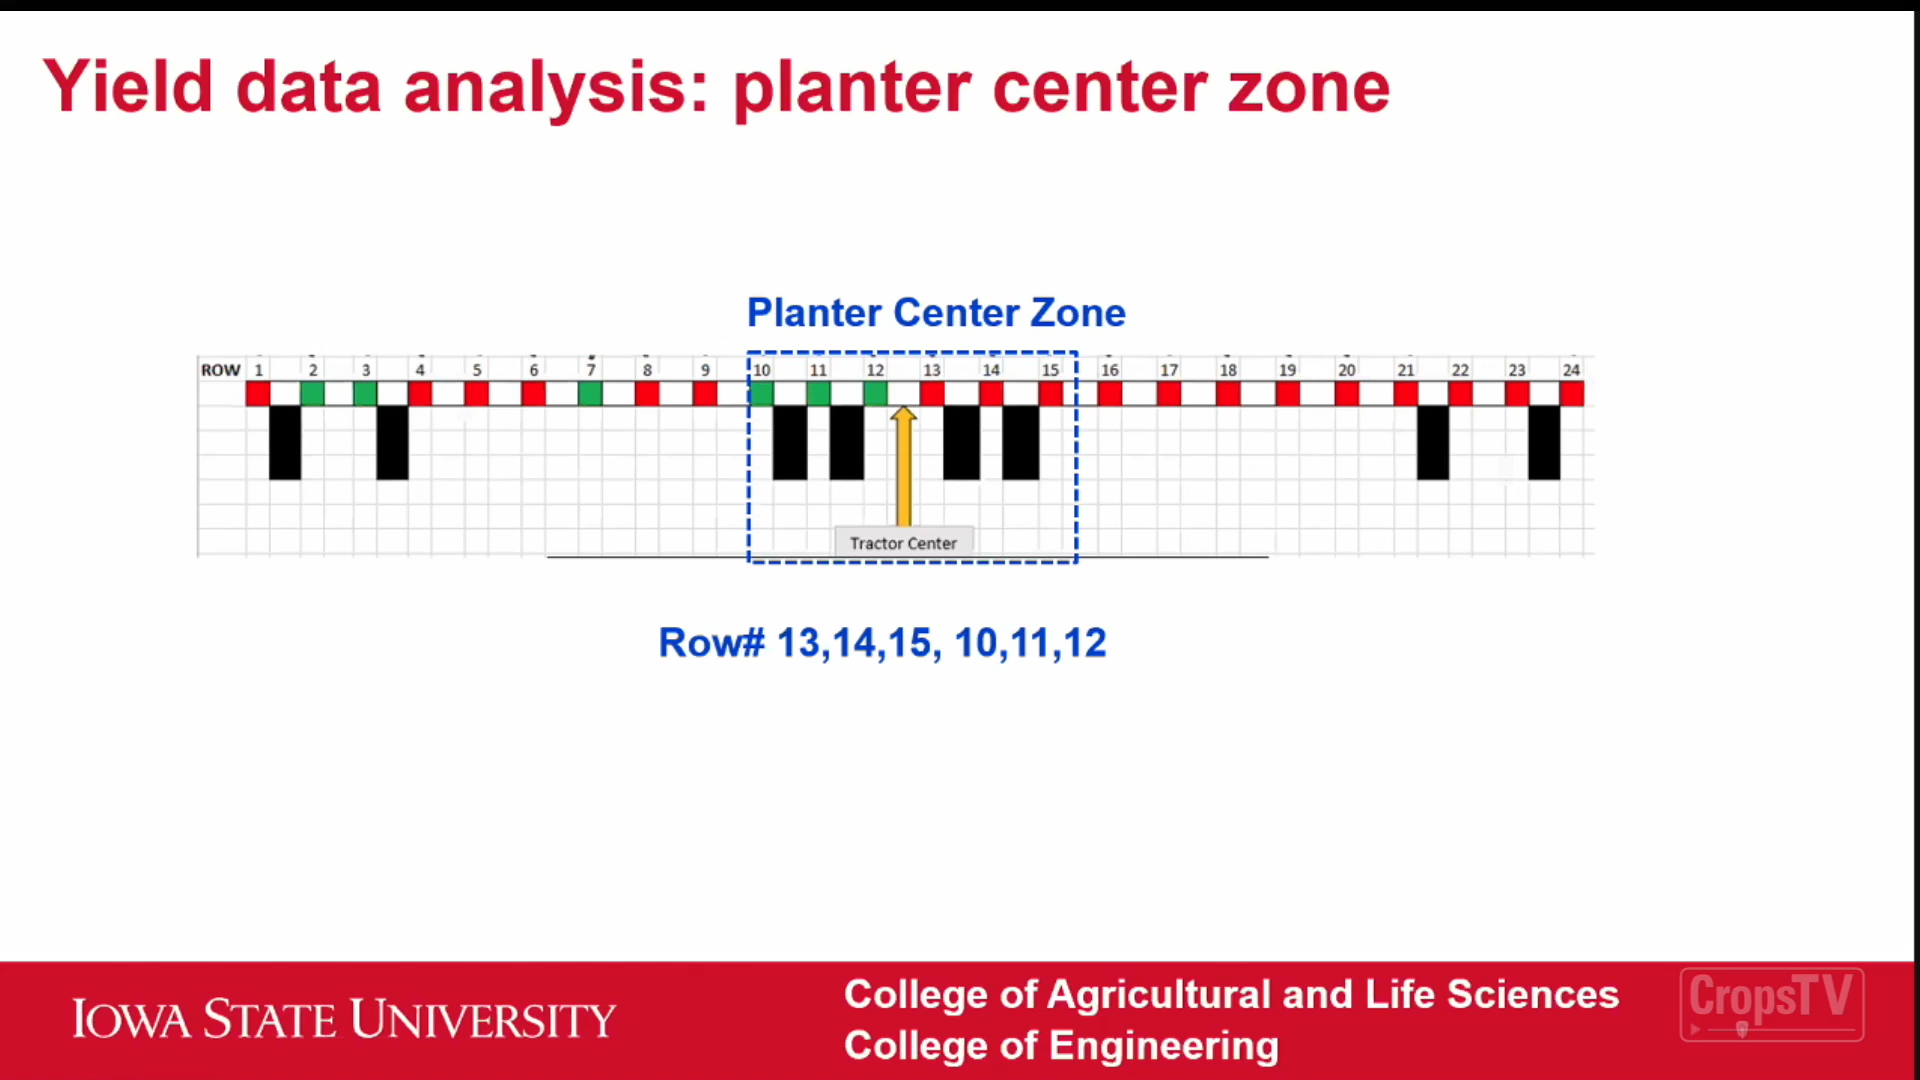 Yield data analysis: planter center zone
Planter Center Zone
ROW 1 2 3 4 5 6 7 8 9 10 11 12 13 14 15 16 17 18 19 20 21 22 23 24
Tractor Center
Row# 13,14,15, 10,11,12
IOWA STATE UNIVERSITY
College of Agricultural and Life Sciences
College of Engineering
CropsTV